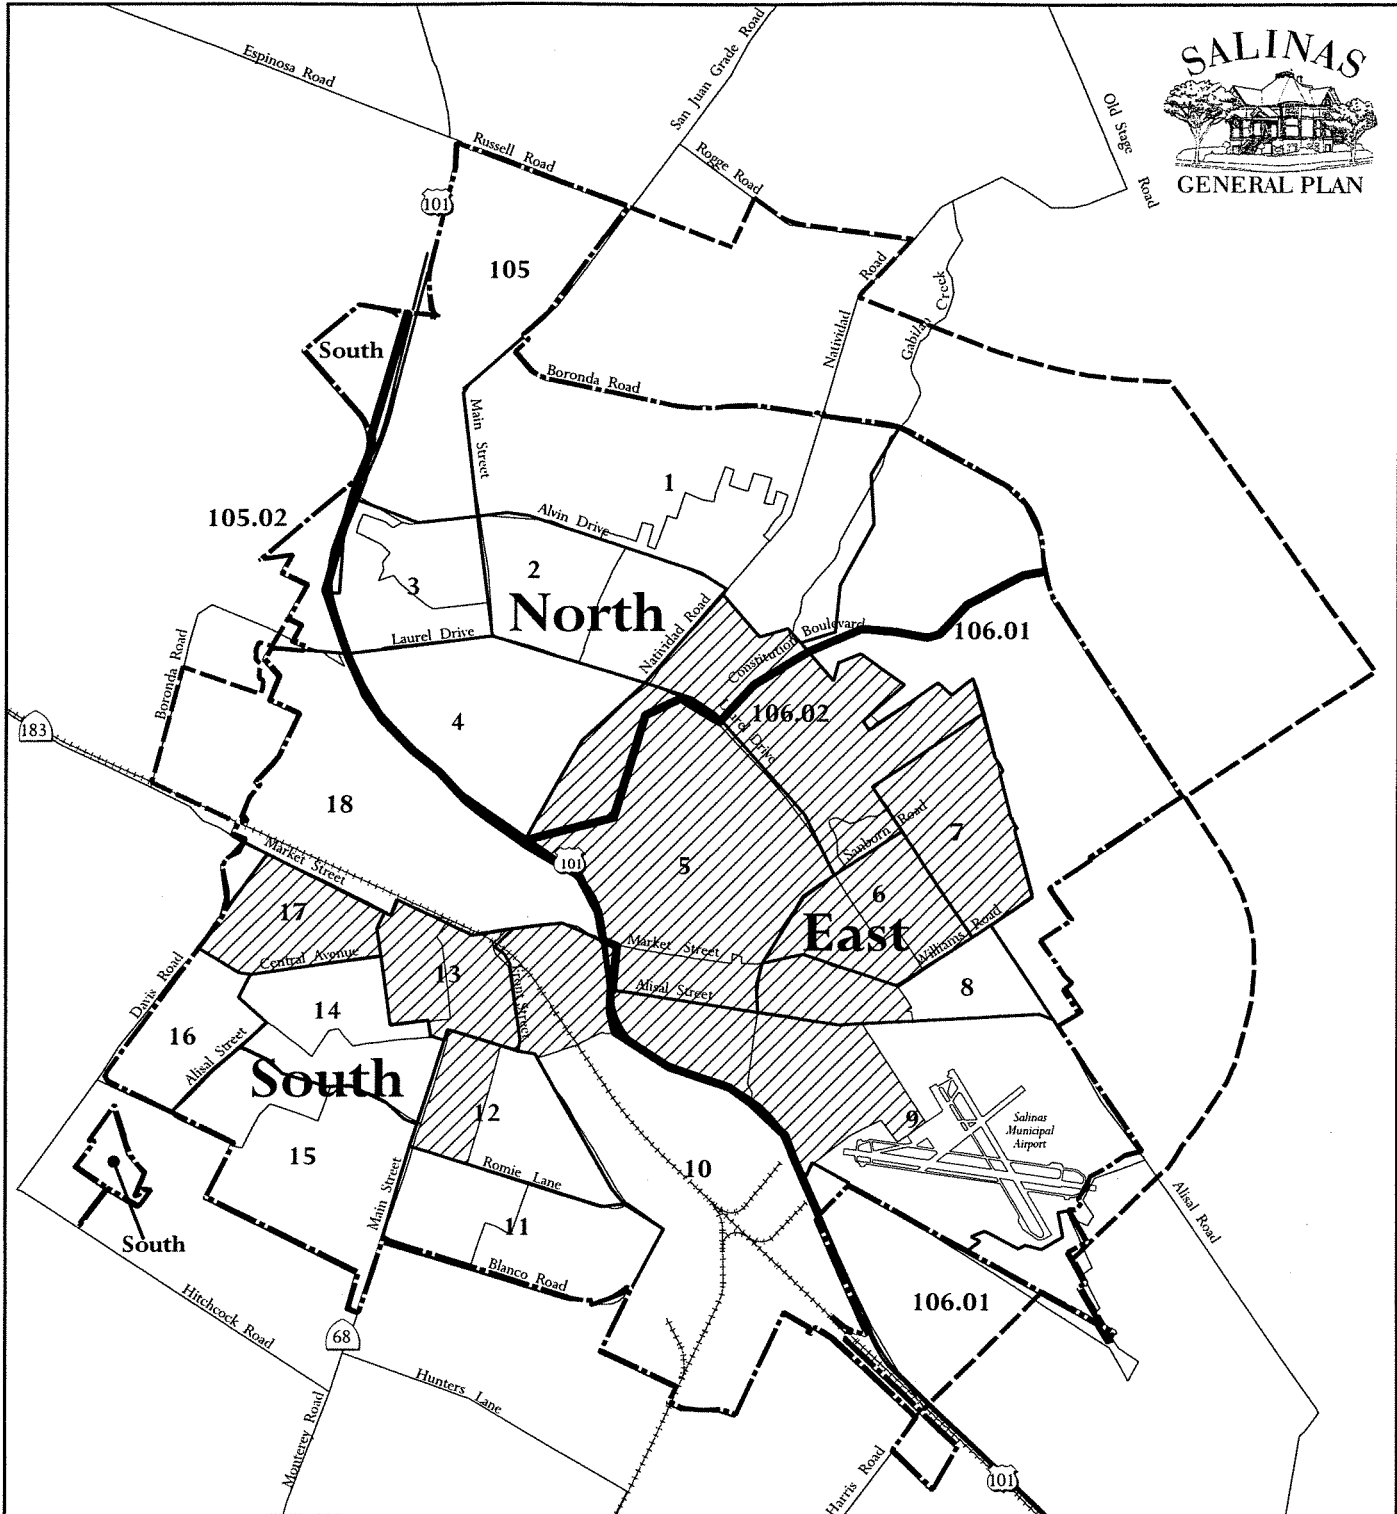 SALINAS
GENERAL PLAN
Espinosa Road
San Juan Grade Road
Old Stage
Road
Russell Road
Rogge Road
101
105
Road
Gabilan Creek
Natividad
South
Boronda Road
Main Street
1
105.02
Alvin Drive
2
3
North
Natividad Road
Laurel Drive
Constitution Boulevard
106.01
Boronda Road
4
106.02
Laurel Drive
183
18
Sanborn Road
7
Market Street
101
5
6
17
East
Williams Road
Central Avenue
Market Street
13
Front Street
Alisal Street
8
Davis Road
14
16
Alisal Street
South
12
9
Salinas
Municipal
Airport
15
10
Romie Lane
Main Street
11
Alisal Road
South
Blanco Road
Hitchcock Road
106.01
68
Hunters Lane
Monterey Road
Harris Road
101